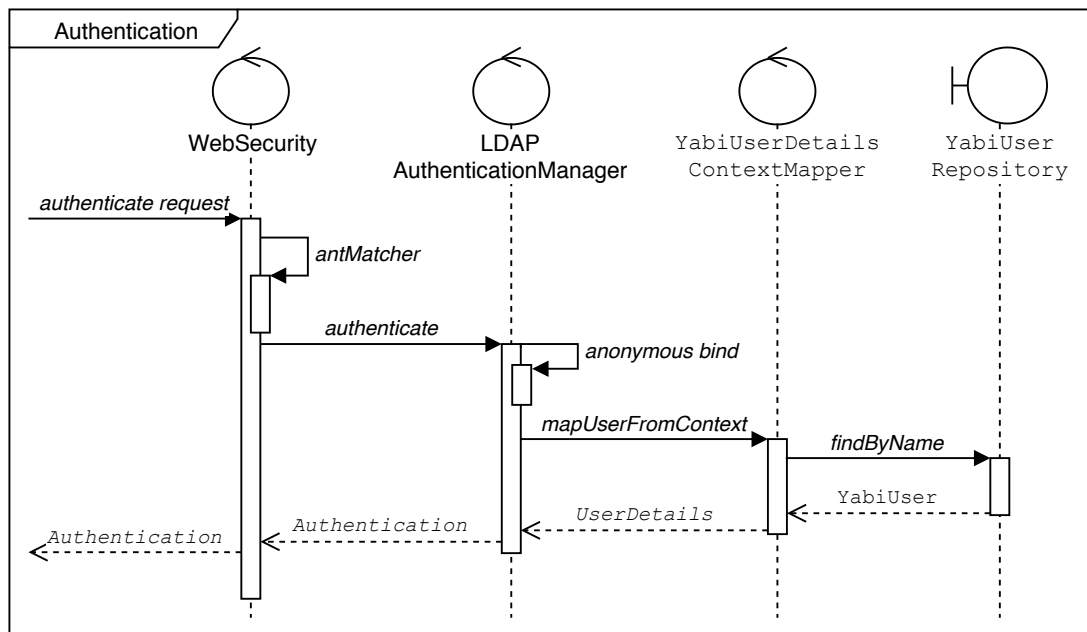 Authentication
WebSecurity
LDAP
AuthenticationManager
YabiUserDetails
ContextMapper
YabiUser
Repository
authenticate request
antMatcher
authenticate
anonymous bind
mapUserFromContext
findByName
YabiUser
UserDetails
Authentication
Authentication